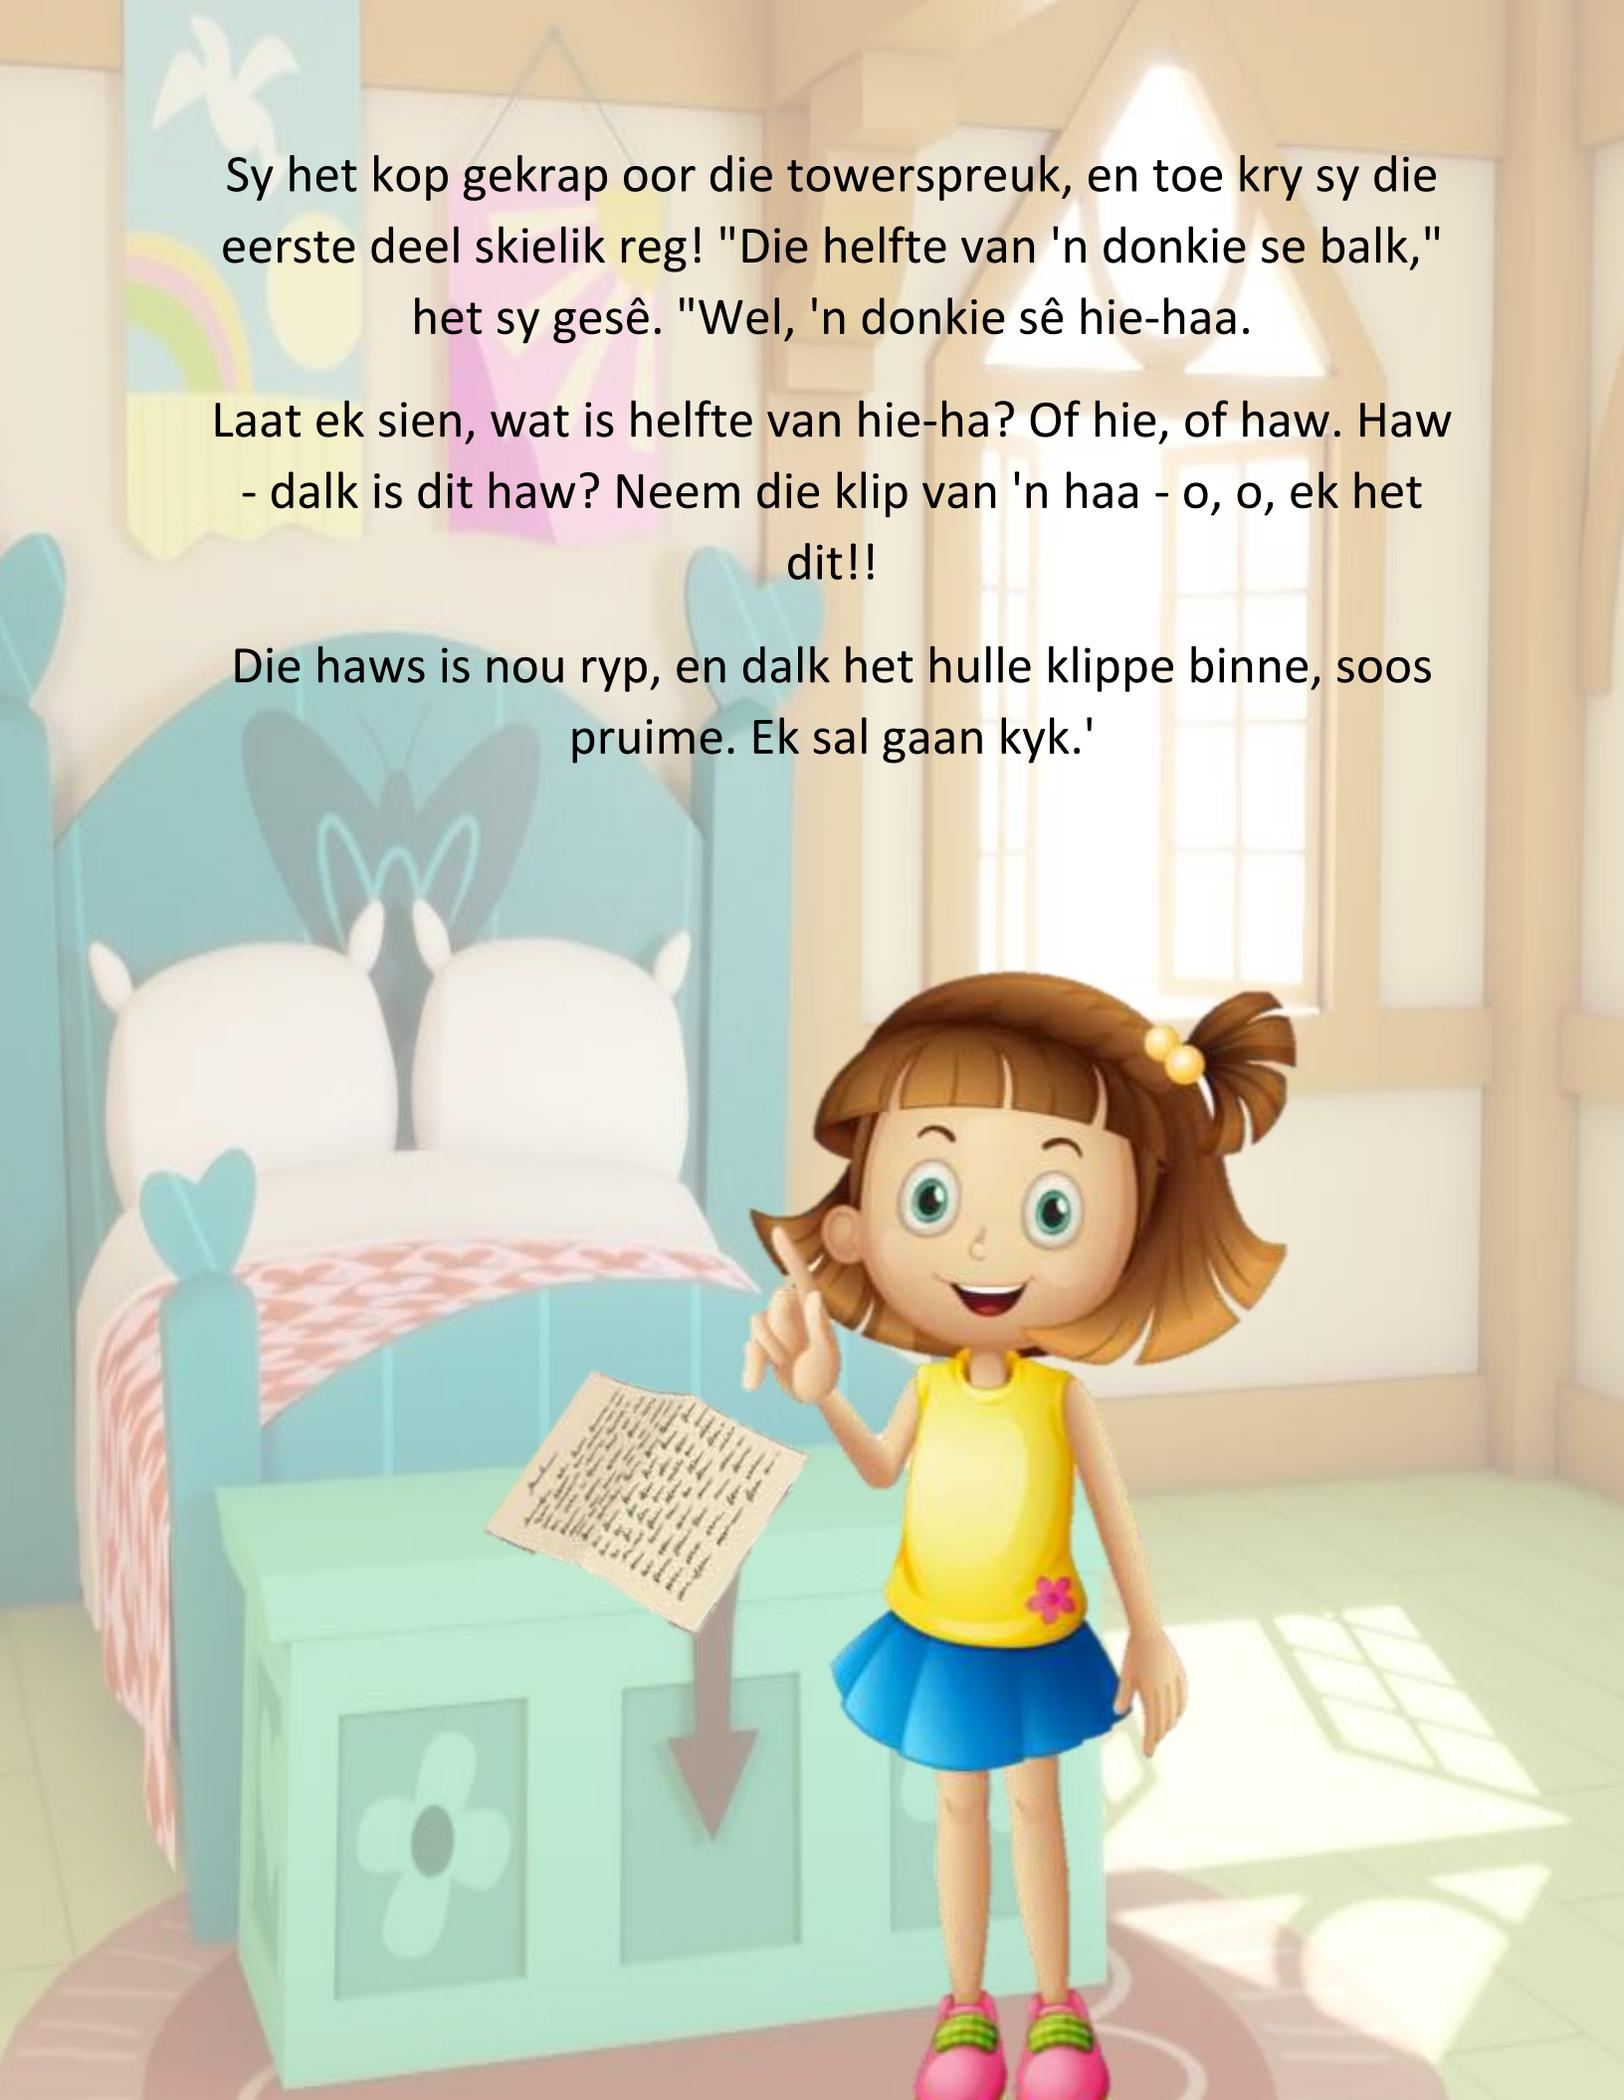 Sy het kop gekrap oor die towerspreuk, en toe kry sy die
eerste deel skielik reg! "Die helfte van 'n donkie se balk,"
het sy gesê. "Wel, 'n donkie sê hie-haa.
Laat ek sien, wat is helfte van hie-ha? Of hie, of haw. Haw
- dalk is dit haw? Neem die klip van 'n haa - o, o, ek het
dit!!
Die haws is nou ryp, en dalk het hulle klippe binne, soos
pruime. Ek sal gaan kyk.'